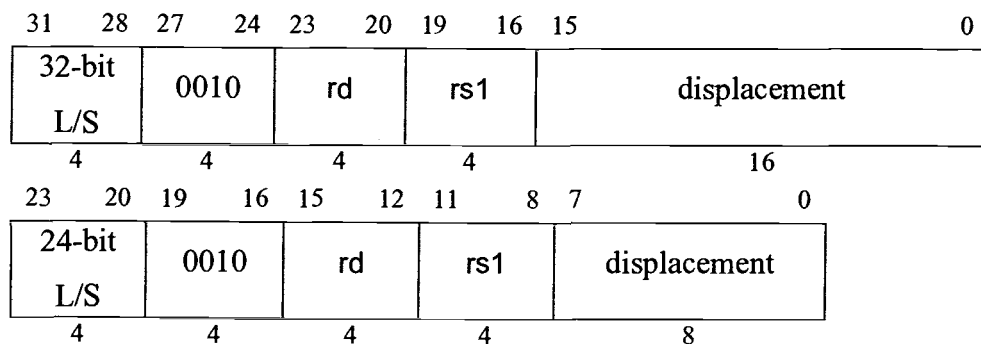 31 28 27 24 23 20 19 16 15 0
32-bit 0010 rd rs1 displacement
L/S
4 4 4 4 16
23 20 19 16 15 12 11 8 7 0
24-bit 0010 rd rs1 displacement
L/S
4 4 4 4 8